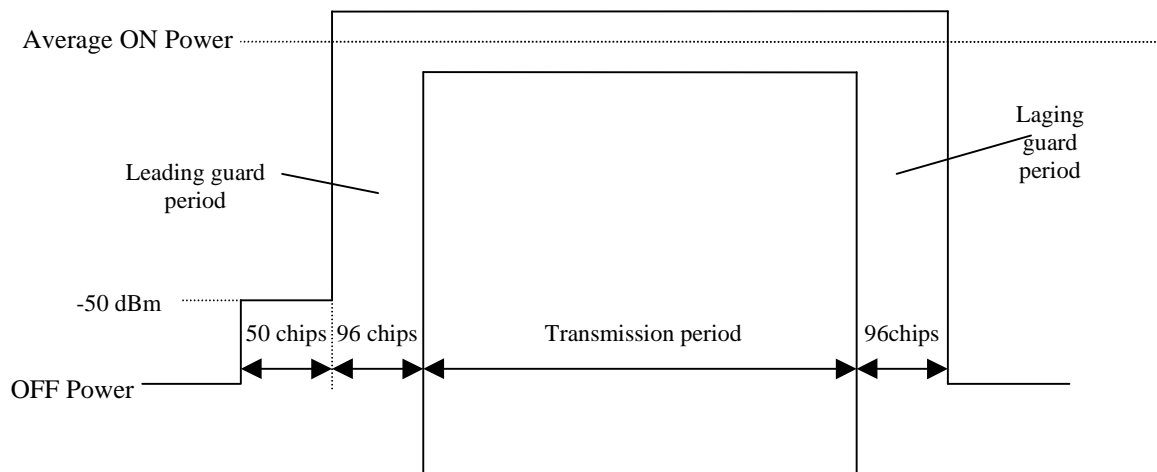 Average ON Power
Laging
guard
period
Leading guard
period
-50 dBm
50 chips
96 chips
Transmission period
96chips
OFF Power